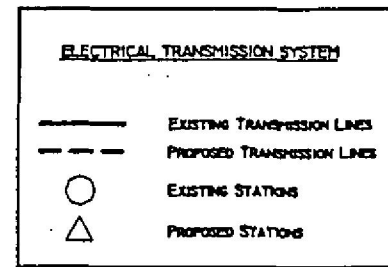 ELECTRICAL TRANSMISSION SYSTEM
EXISTING TRANSMISSION LINES
PROPOSED TRANSMISSION LINES
EXISTING STATIONS
PROPOSED STATIONS